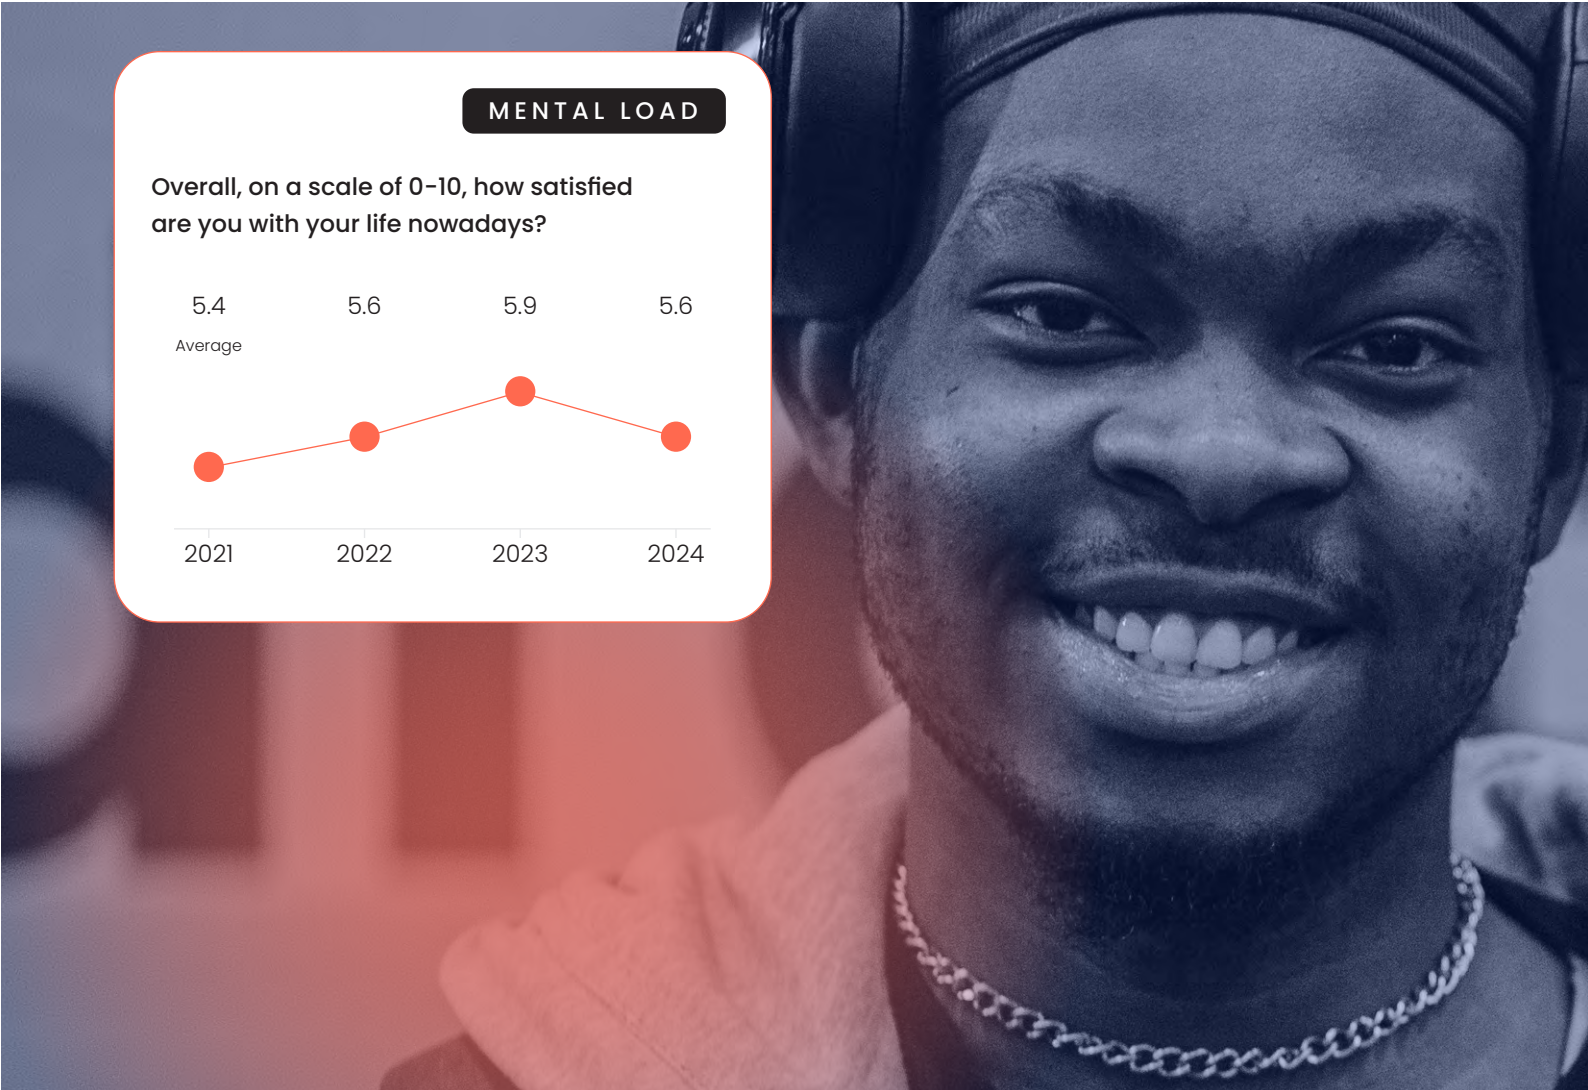 MENTAL LOAD
Overall, on a scale of 0-10, how satisfied
are you with your life nowadays?
5.4 5.6 5.9 5.6
Average
2021 2022 2023 2024